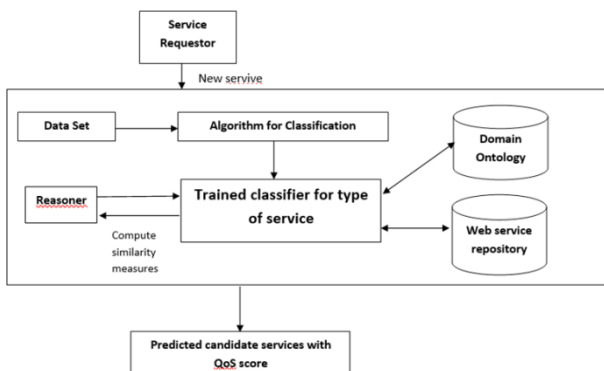 Service
Requestor
New servive
Data Set
Algorithm for Classification
Domain
Ontology
Reasoner
Trained classifier for type
of service
Web service
repository
Compute
similarity
measures
Predicted candidate services with
QoS score